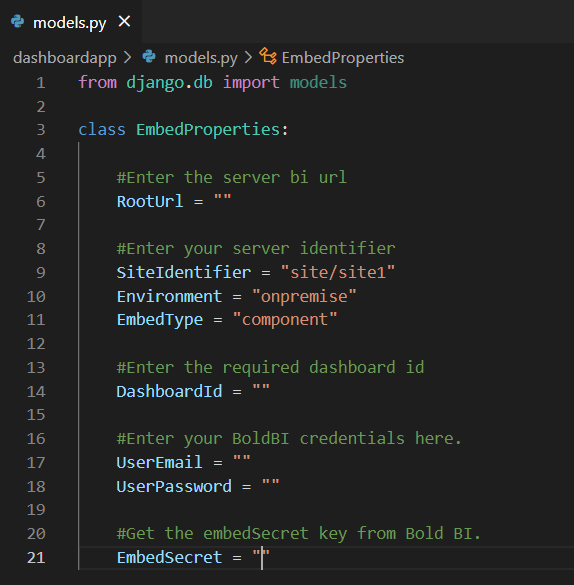 models.py ×
dashboardapp > models.py > EmbedProperties
1 from django.db import models
2
3 class EmbedProperties:
4
5     #Enter the server bi url
6     RootUrl = ""
7
8     #Enter your server identifier
9     SiteIdentifier = "site/site1"
10     Environment = "onpremise"
11     EmbedType = "component"
12
13     #Enter the required dashboard id
14     DashboardId = ""
15
16     #Enter your BoldBI credentials here.
17     UserEmail = ""
18     UserPassword = ""
19
20     #Get the embedSecret key from Bold BI.
21     EmbedSecret = ""